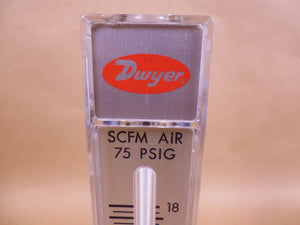 Dwyer
SCFM AIR
75 PSIG
18